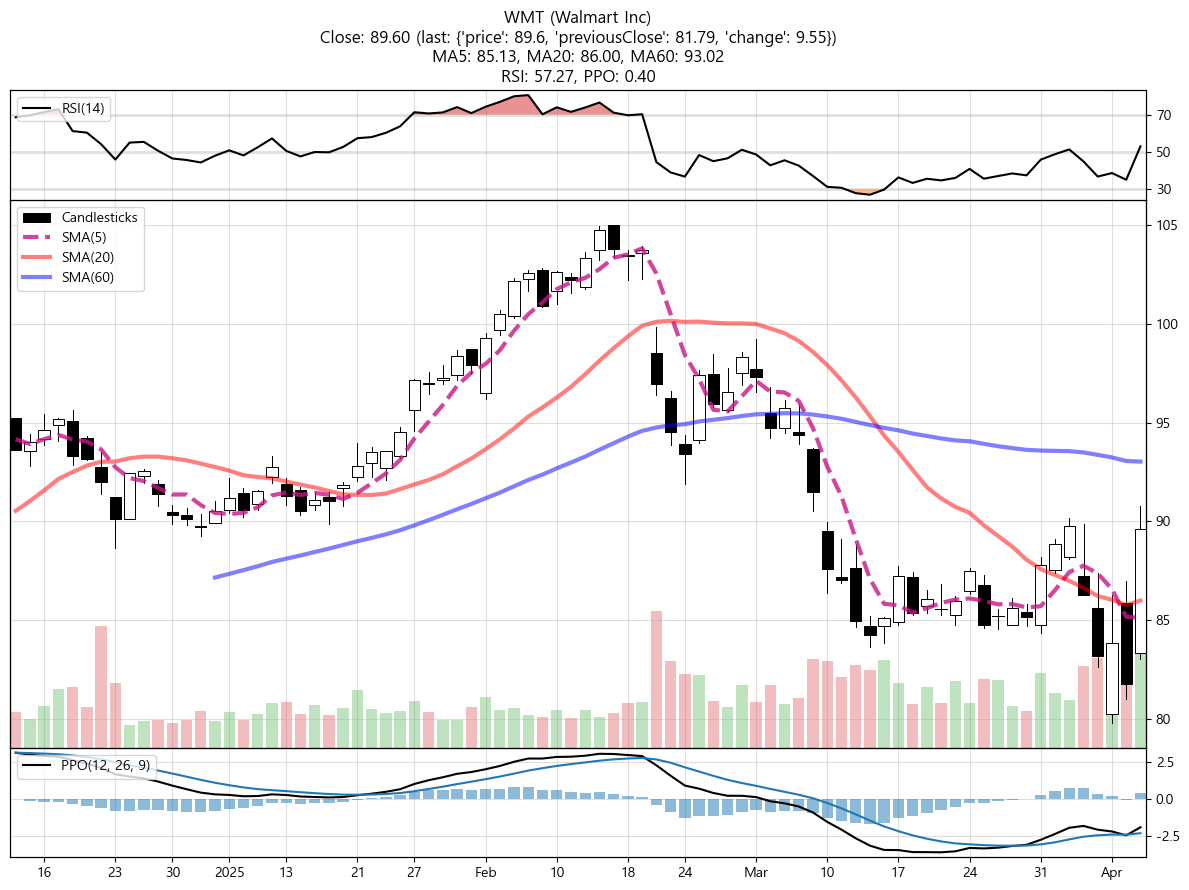 WMT (Walmart Inc)
Close: 89.60 (last: {'price': 89.6, 'previousClose': 81.79, 'change': 9.55})
MA5: 85.13, MA20: 86.00, MA60: 93.02
RSI: 57.27, PPO: 0.40
RSI(14)
70
50
30
Candlesticks
SMA(5)
SMA(20)
SMA(60)
105
100
95
90
85
80
PPO(12, 26, 9)
2.5
0.0
-2.5
16 23 30 2025 13 21 27 Feb 10 18 24 Mar 10 17 24 31 Apr